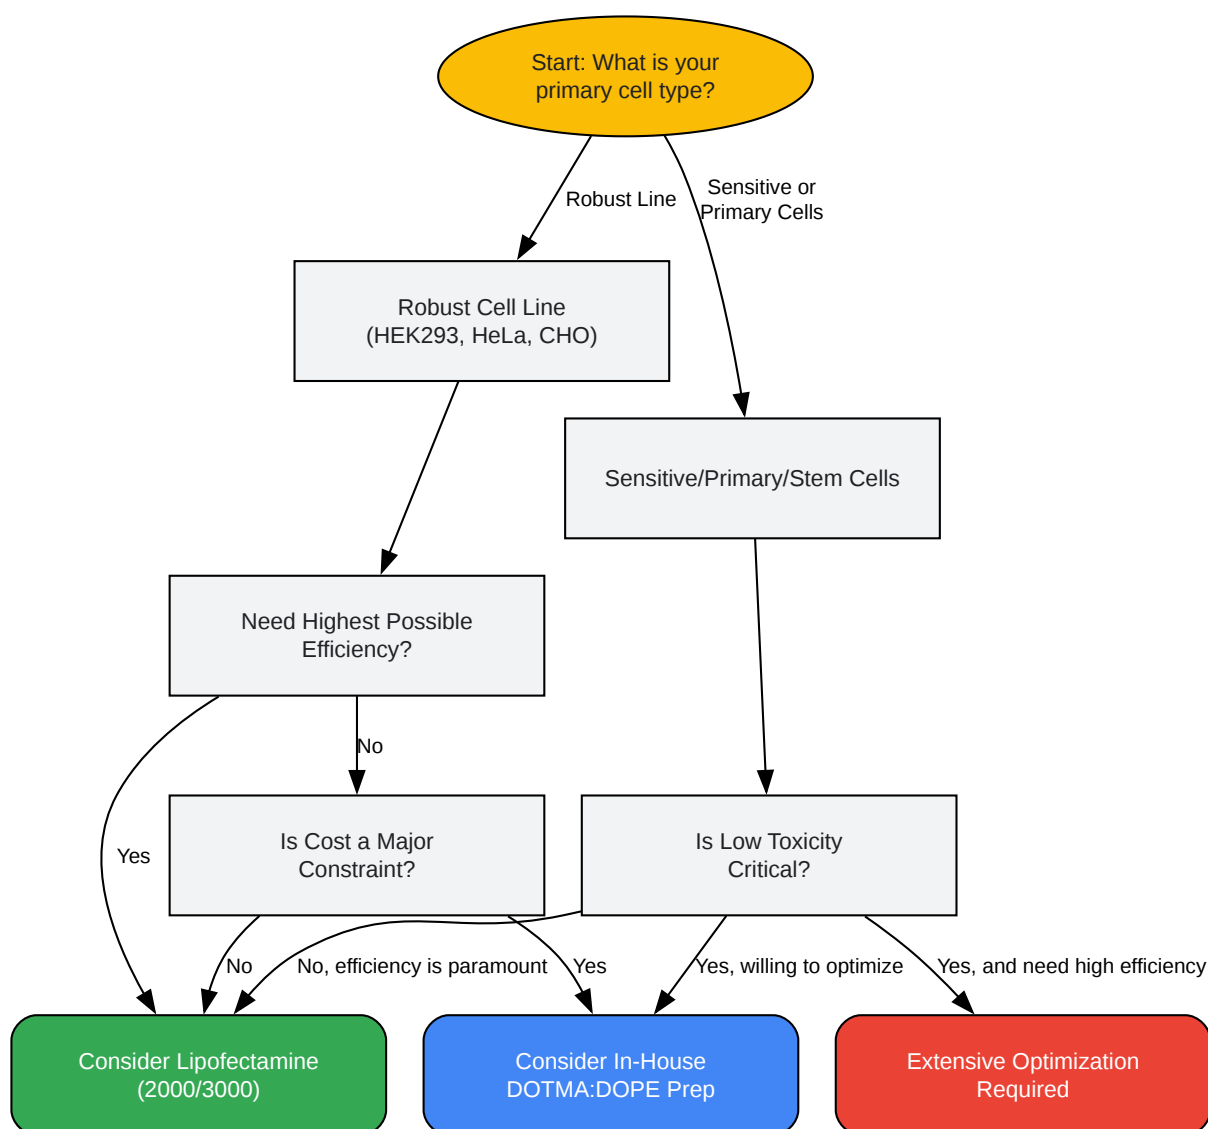 Start: What is your
primary cell type?
Robust Line
Sensitive or
Primary Cells
Robust Cell Line
(HEK293, HeLa, CHO)
Sensitive/Primary/Stem Cells
Need Highest Possible
Efficiency?
No
Yes
Is Cost a Major
Constraint?
Is Low Toxicity
Critical?
No
No, efficiency is paramount
Yes
Yes, willing to optimize
Yes, and need high efficiency
Consider Lipofectamine
(2000/3000)
Consider In-House
DOTMA:DOPE Prep
Extensive Optimization
Required